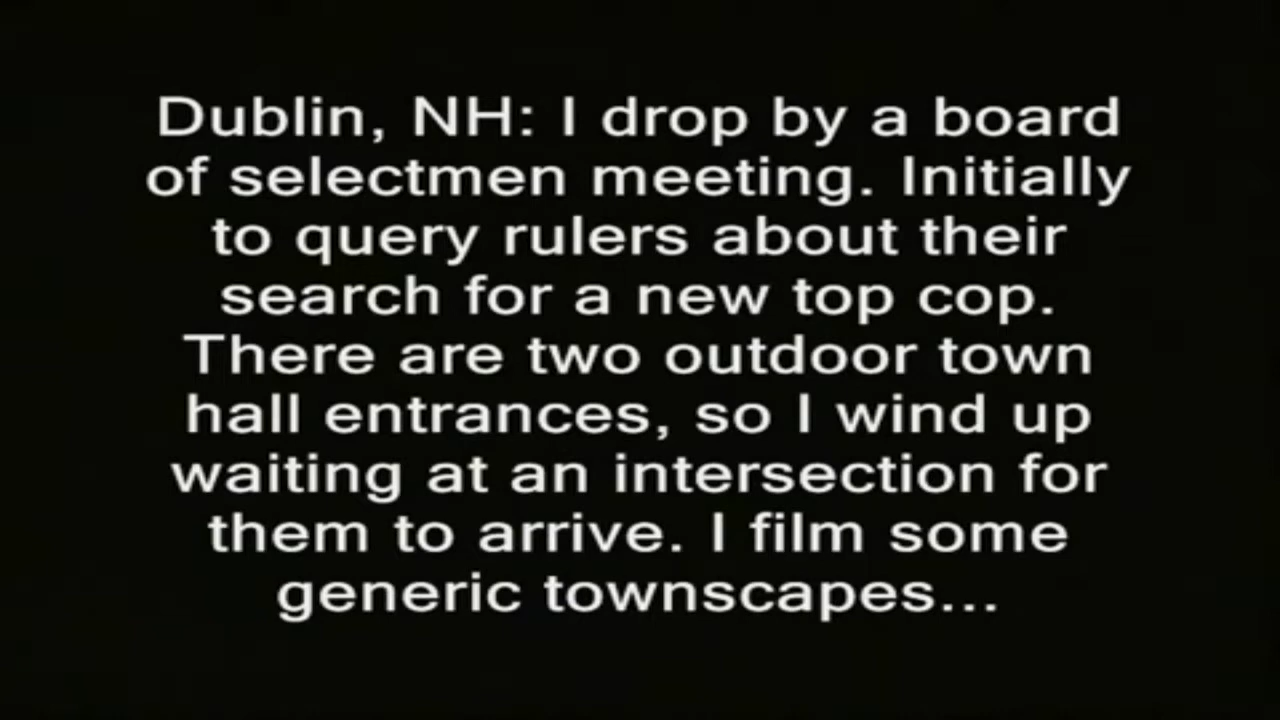 Dublin, NH: I drop by a board
of selectmen meeting. Initially
to query rulers about their
search for a new top cop.
There are two outdoor town
hall entrances, so I wind up
waiting at an intersection for
them to arrive. I film some
generic townscapes...